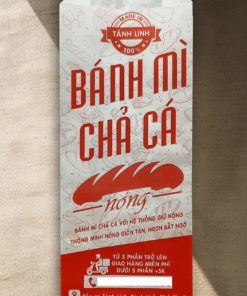 MADE IN
TÁNH LINH
100%
BÁNH MÌ
CHẢ CÁ
nóng
BÁNH MÌ CHẢ CÁ VỚI HỆ THỐNG GIỮ NÓNG
THÔNG MINH NÓNG GIÒN TAN, NGON BẤT NGỜ
TỪ 5 PHẦN TRỞ LÊN
GIAO HÀNG MIỄN PHÍ
DƯỚI 5 PHẦN +5K